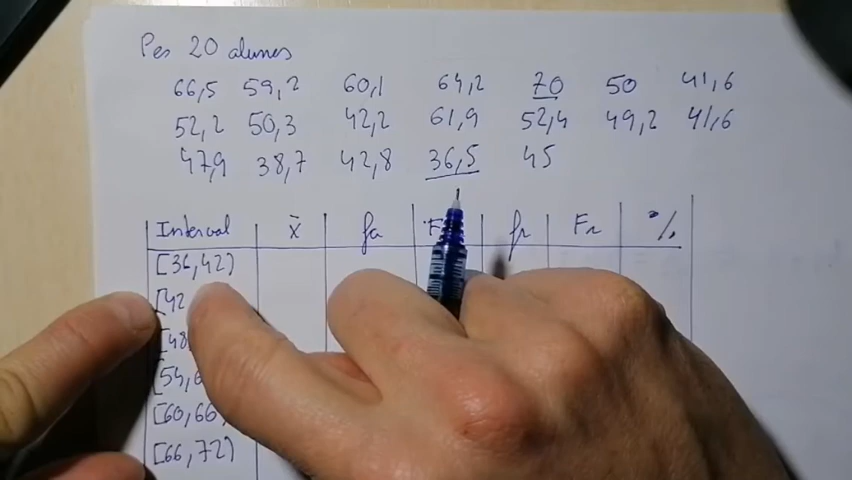 Pes 20 alumnes
66,5 59,2 60,1 64,2 70 50 41,6
52,2 50,3 42,2 61,9 52,4 49,2 41,6
47,9 38,7 42,8 36,5 45
Interval x̄ fa fr Fr %
[36,42)
[42
[48
[54,6
[60,66
[66,72)